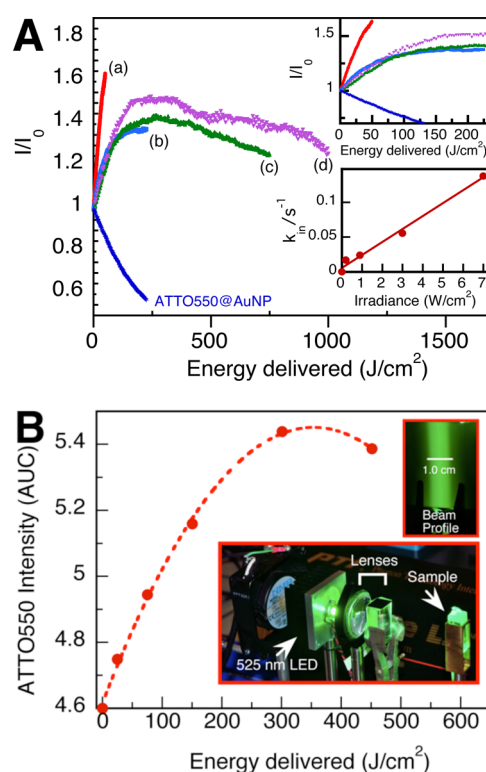 A
I/I0
1.8
1.6
1.4
1.2
1
0.8
0.6
(a)
(b)
(c)
(d)
ATTO550@AuNP
0 500 750 1000
Energy delivered (J/cm2)
I/I0
1.5
1
0 50 100 150 200
Energy delivered (J/cm2)
kin/s-1
0.1
0.05
0
0 1 2 3 4 5 6 7
Irradiance (W/cm2)
B
ATTO550 Intensity (AUC)
5.4
5.2
5
4.8
4.6
0 100 200 300 400 500 600
Energy delivered (J/cm2)
1.0 cm
Beam
Profile
Lenses
Sample
525 nm LED